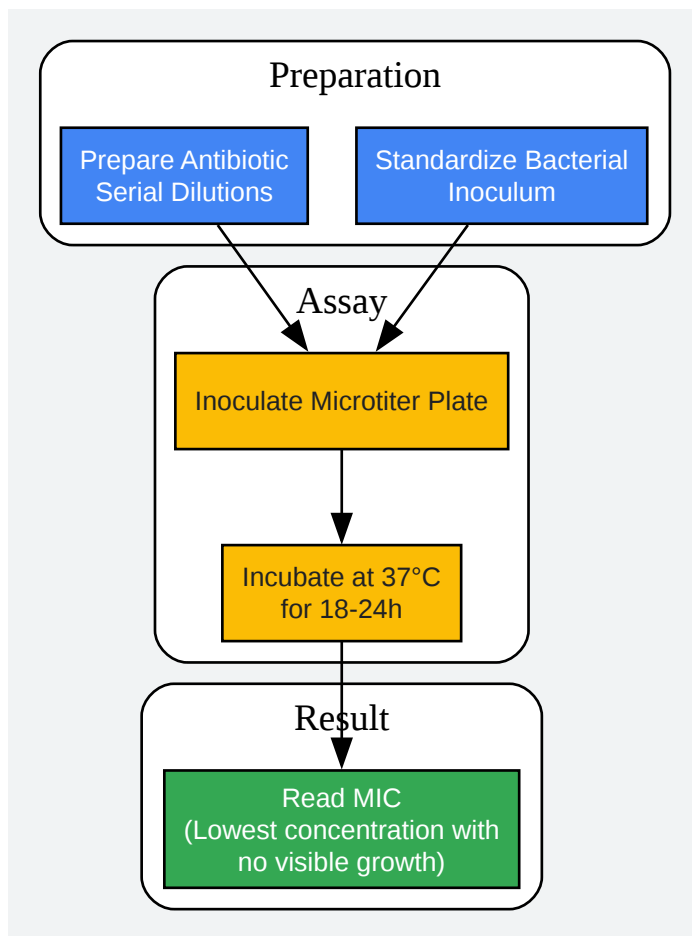 Preparation
Prepare Antibiotic
Serial Dilutions
Standardize Bacterial
Inoculum
Assay
Inoculate Microtiter Plate
Incubate at 37°C
for 18-24h
Result
Read MIC
(Lowest concentration with
no visible growth)